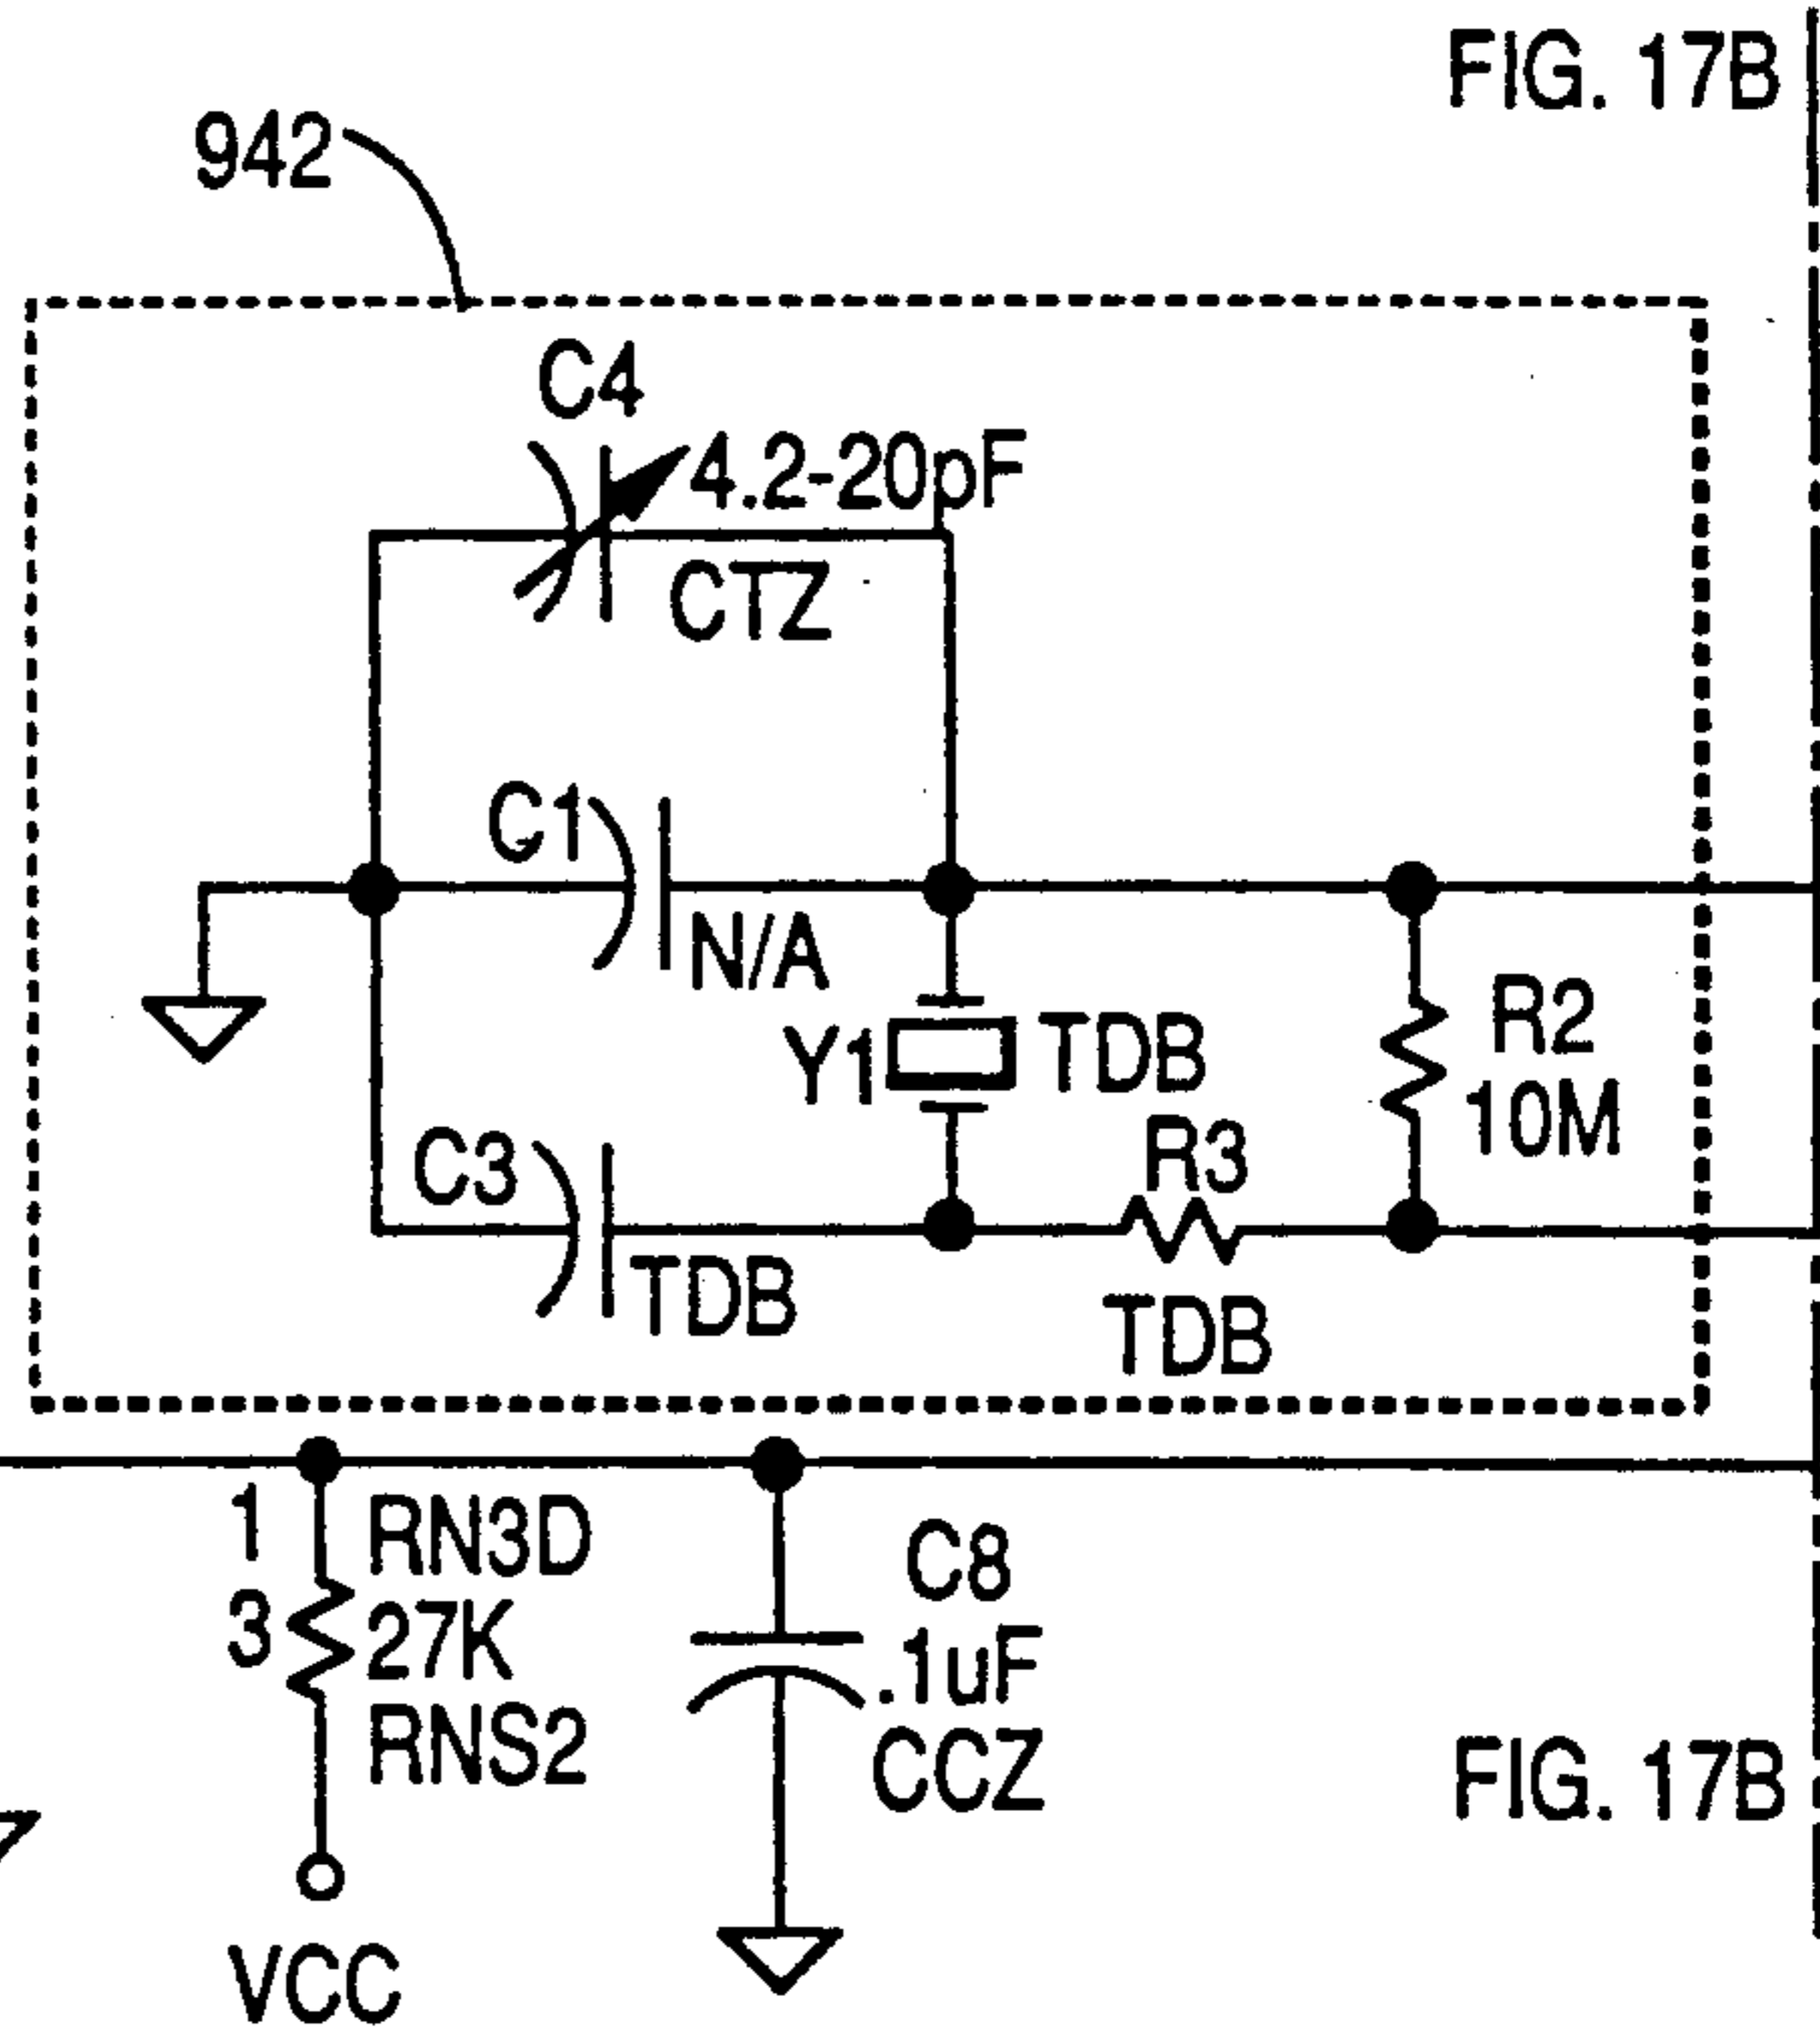 FIG. 17B
942
C4
4.2-20pF
CTZ
C1
N/A
Y1 TDB
R2
10M
C3
TDB
R3
TDB
1 RN3D
3 27K
RNS2
C8
.1uF
CCZ
FIG. 17B
VCC